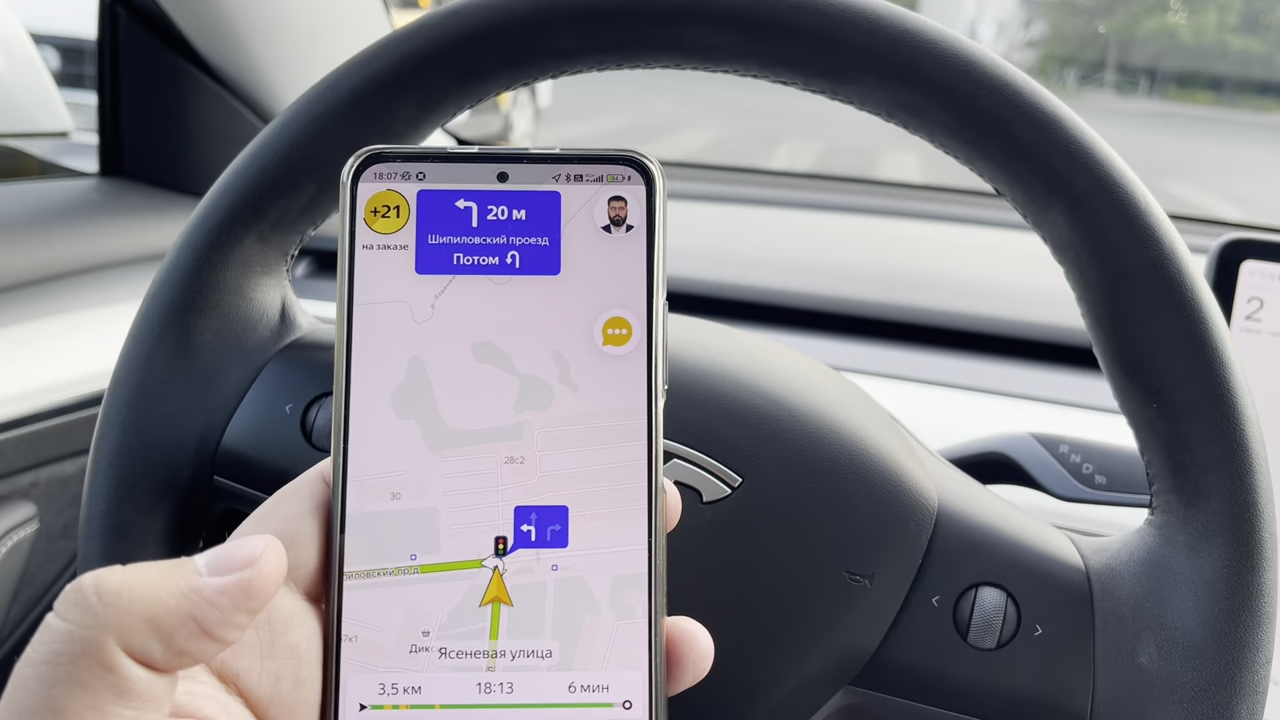 18:07
+21
на заказе
20 м
Шипиловский проезд
Потом
28с2
30
Ясеневая улица
3,5 км
18:13
6 мин
2
R
N
D